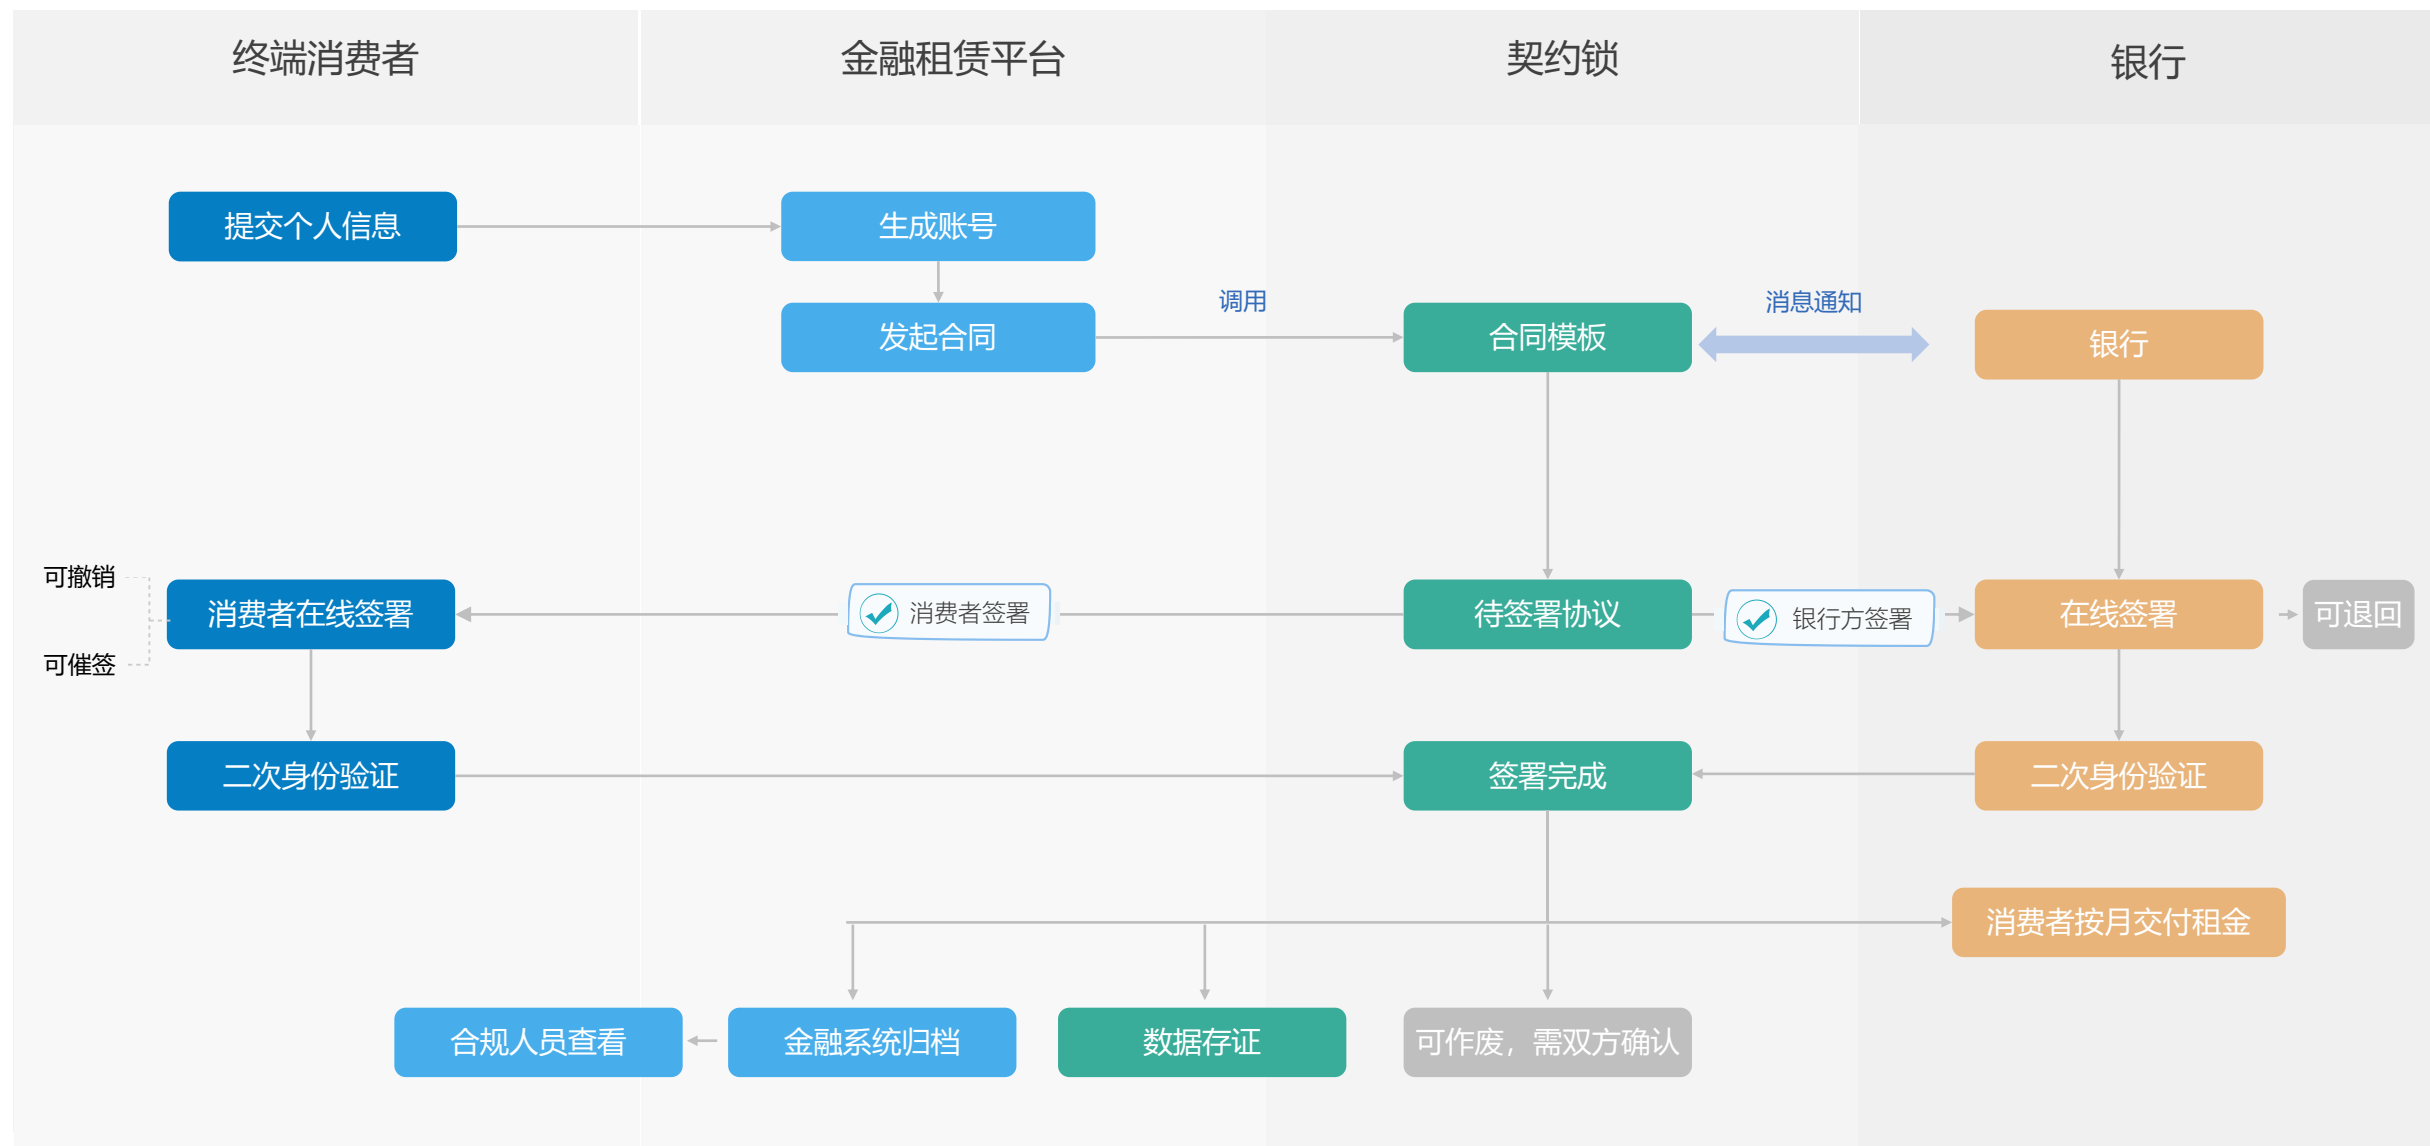 终端消费者
金融租赁平台
契约锁
银行
提交个人信息
生成账号
调用
消息通知
发起合同
合同模板
银行
可撤销
消费者在线签署
消费者签署
待签署协议
银行方签署
在线签署
可退回
可催签
二次身份验证
签署完成
二次身份验证
消费者按月交付租金
合规人员查看
金融系统归档
数据存证
可作废，需双方确认